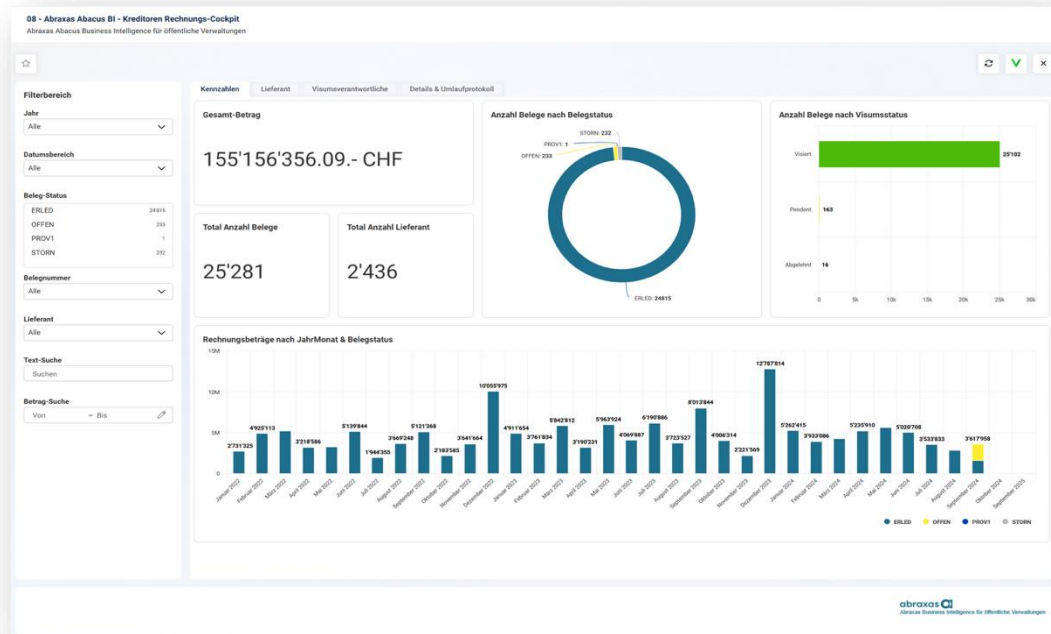 08 - Abraxas Abacus BI - Kreditoren Rechnungs-Cockpit
Abraxas Abacus Business Intelligence für öffentliche Verwaltungen
Filterbereich
Jahr
Alle
Datumsbereich
Alle
Beleg-Status
ERLED 24815
OFFEN 233
PROV1 1
STORN 232
Belegnummer
Alle
Lieferant
Alle
Text-Suche
Suchen
Betrag-Suche
Von – Bis
Kennzahlen Lieferant Visumsverantwortliche Details & Umlaufprotokoll
Gesamt-Betrag
155'156'356.09.- CHF
Total Anzahl Belege
25'281
Total Anzahl Lieferant
2'436
Anzahl Belege nach Belegstatus
STORN: 232
PROV1: 1
OFFEN: 233
ERLED: 24815
Anzahl Belege nach Visumsstatus
Visiert 25'102
Pendent 163
Abgelehnt 16
0 5k 10k 15k 20k 25k 30k
Rechnungsbeträge nach JahrMonat & Belegstatus
15M
10M
5M
0
2'731'325
4'925'113
3'218'586
5'139'844
1'944'355
3'669'248
5'121'368
2'183'585
3'541'664
10'055'975
4'911'654
3'761'834
5'842'812
3'190'231
5'963'924
4'069'887
6'190'886
3'723'527
8'013'844
4'006'314
2'221'569
12'787'814
5'262'415
3'933'086
5'235'910
5'020'708
3'533'833
3'617'958
Januar 2022
Februar 2022
März 2022
April 2022
Mai 2022
Juni 2022
Juli 2022
August 2022
September 2022
Oktober 2022
November 2022
Dezember 2022
Januar 2023
Februar 2023
März 2023
April 2023
Mai 2023
Juni 2023
Juli 2023
August 2023
September 2023
Oktober 2023
November 2023
Dezember 2023
Januar 2024
Februar 2024
März 2024
April 2024
Mai 2024
Juni 2024
Juli 2024
August 2024
September 2024
Oktober 2024
September 2025
ERLED OFFEN PROV1 STORN
abraxas
Abraxas Business Intelligence für öffentliche Verwaltungen